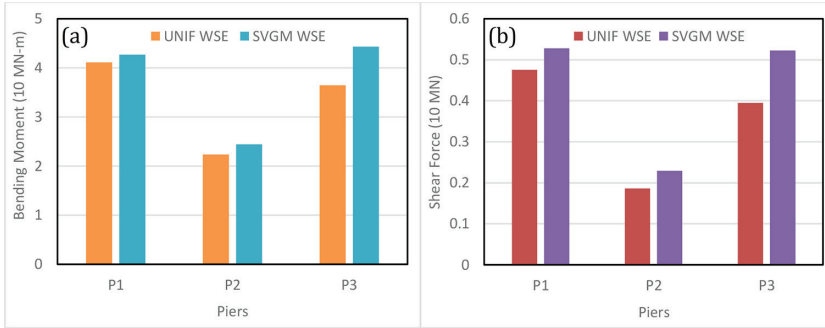 (a)
UNIF WSE SVGM WSE
Bending Moment (10 MN-m)
5
4
3
2
1
0
P1 P2 P3
Piers
(b)
UNIF WSE SVGM WSE
Shear Force (10 MN)
0.6
0.5
0.4
0.3
0.2
0.1
0
P1 P2 P3
Piers